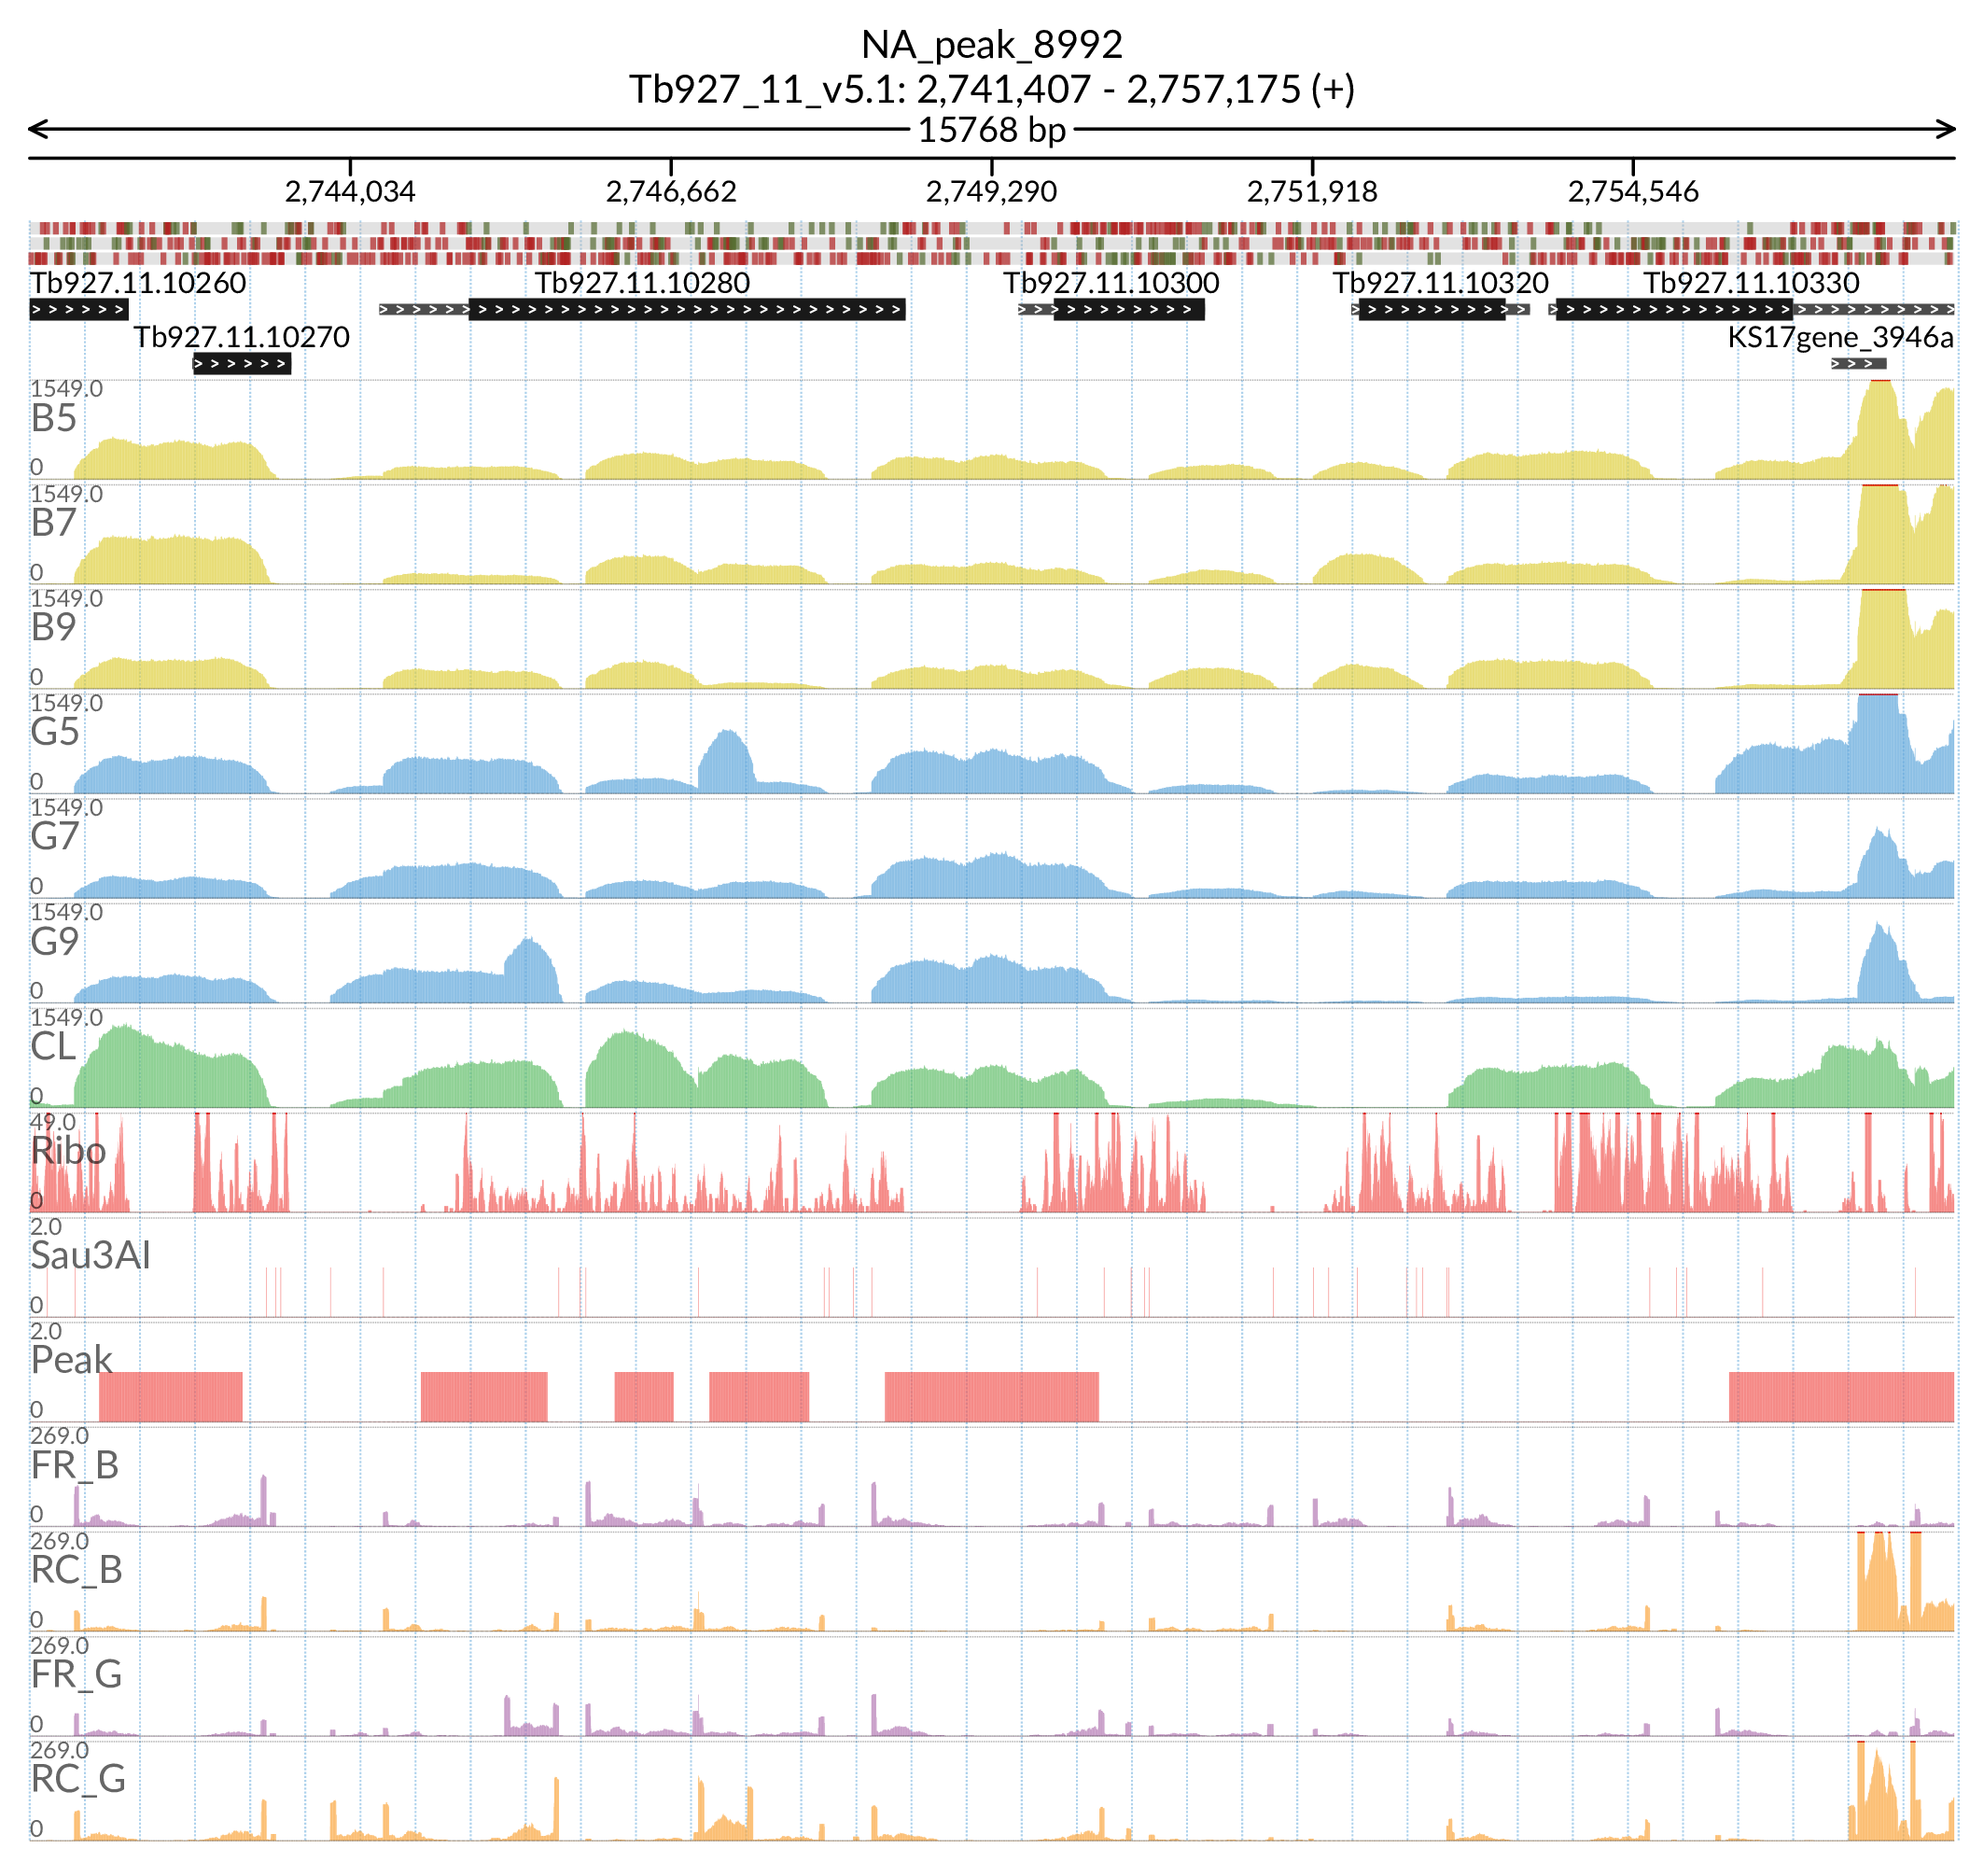 NA_peak_8992
Tb927_11_v5.1: 2,741,407 - 2,757,175 (+)
15768 bp
2,744,034 2,746,662 2,749,290 2,751,918 2,754,546
Tb927.11.10260 Tb927.11.10280 Tb927.11.10300 Tb927.11.10320 Tb927.11.10330
Tb927.11.10270 KS17gene_3946a
1549.0
B5
0
1549.0
B7
0
1549.0
B9
0
1549.0
G5
0
1549.0
G7
0
1549.0
G9
0
1549.0
CL
0
49.0
Ribo
0
2.0
Sau3AI
0
2.0
Peak
0
269.0
FR_B
0
269.0
RC_B
0
269.0
FR_G
0
269.0
RC_G
0